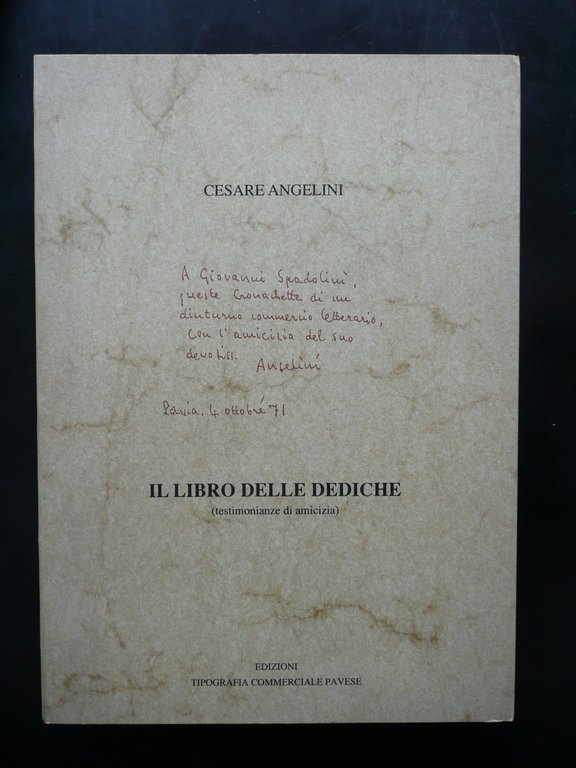 CESARE ANGELINI
A Giovanni Spadolini,
queste Cronachette di un
diuturno commercio letterario,
con l'amicizia del suo
devotiss.
Angelini
Pavia, 4 ottobre 71
IL LIBRO DELLE DEDICHE
(testimonianze di amicizia)
EDIZIONI
TIPOGRAFIA COMMERCIALE PAVESE